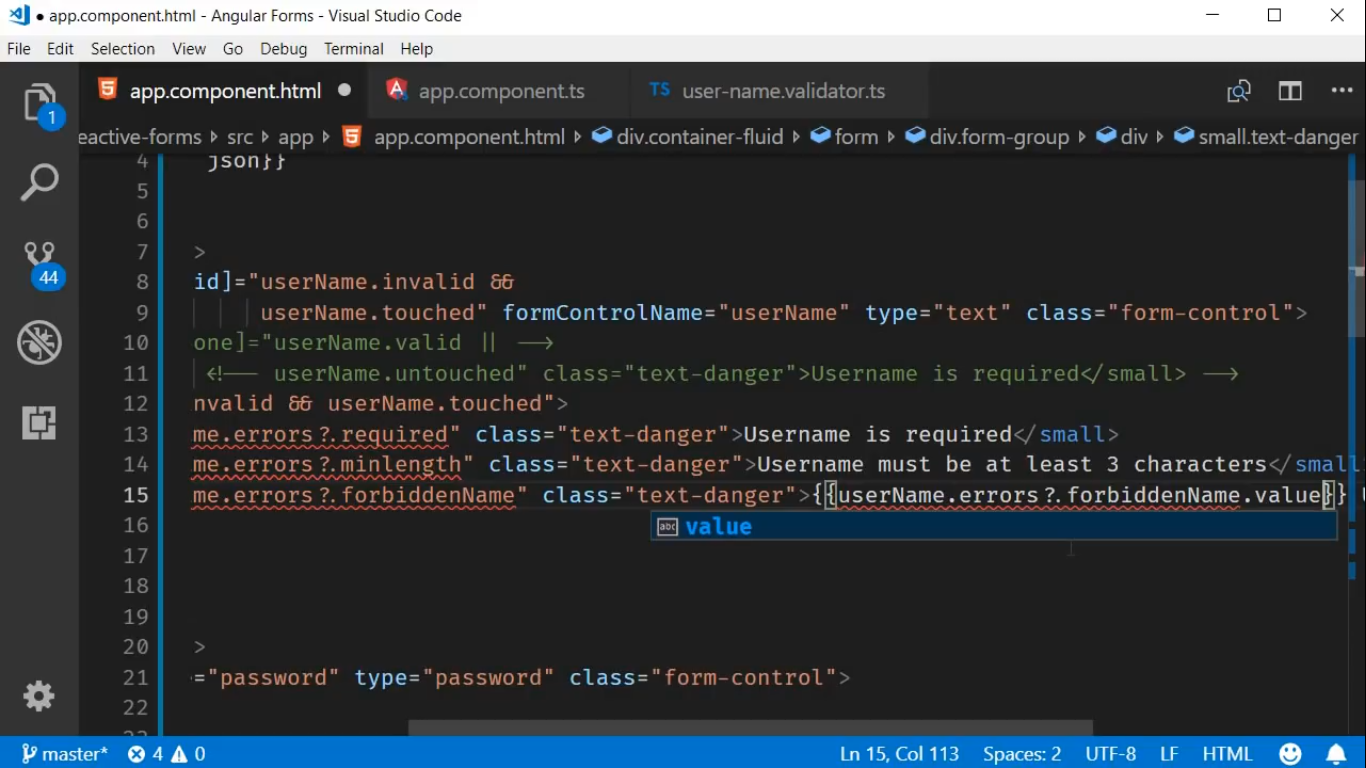 app.component.html - Angular Forms - Visual Studio Code
File Edit Selection View Go Debug Terminal Help
app.component.html app.component.ts TS user-name.validator.ts
eactive-forms src app app.component.html div.container-fluid form div.form-group div small.text-danger
4 json}}
5
6
7 >
8 id]="userName.invalid &&
9 userName.touched" formControlName="userName" type="text" class="form-control">
10 one]="userName.valid || -->
11 <!-- userName.untouched" class="text-danger">Username is required</small> -->
12 nvalid && userName.touched">
13 me.errors?.required" class="text-danger">Username is required</small>
14 me.errors?.minlength" class="text-danger">Username must be at least 3 characters</small
15 me.errors?.forbiddenName" class="text-danger">{{userName.errors?.forbiddenName.value}}
abc value
16
17
18
19
20 >
21 ="password" type="password" class="form-control">
22
1
44
master* 4 0 Ln 15, Col 113 Spaces: 2 UTF-8 LF HTML